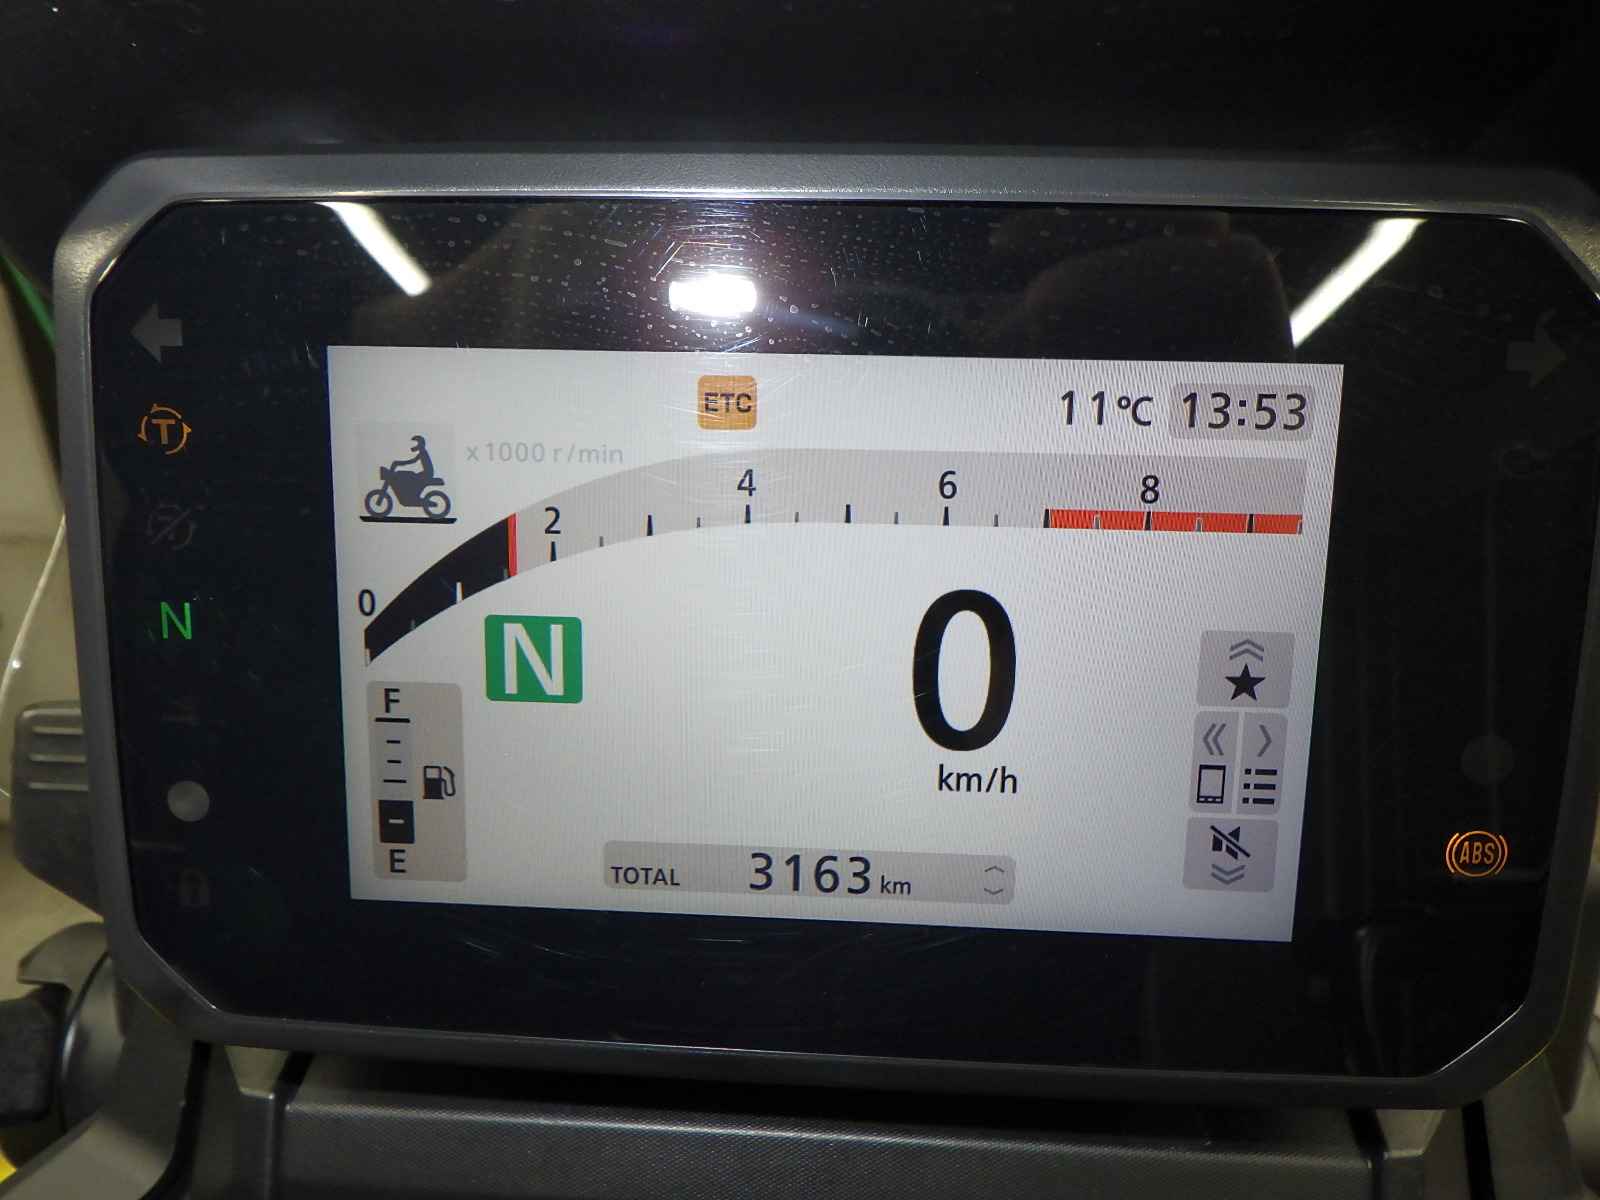 ETC
11℃ 13:53
T
x1000 r/min
0 2 4 6 8
N
N
0
km/h
F
E
TOTAL 3163 km
ABS